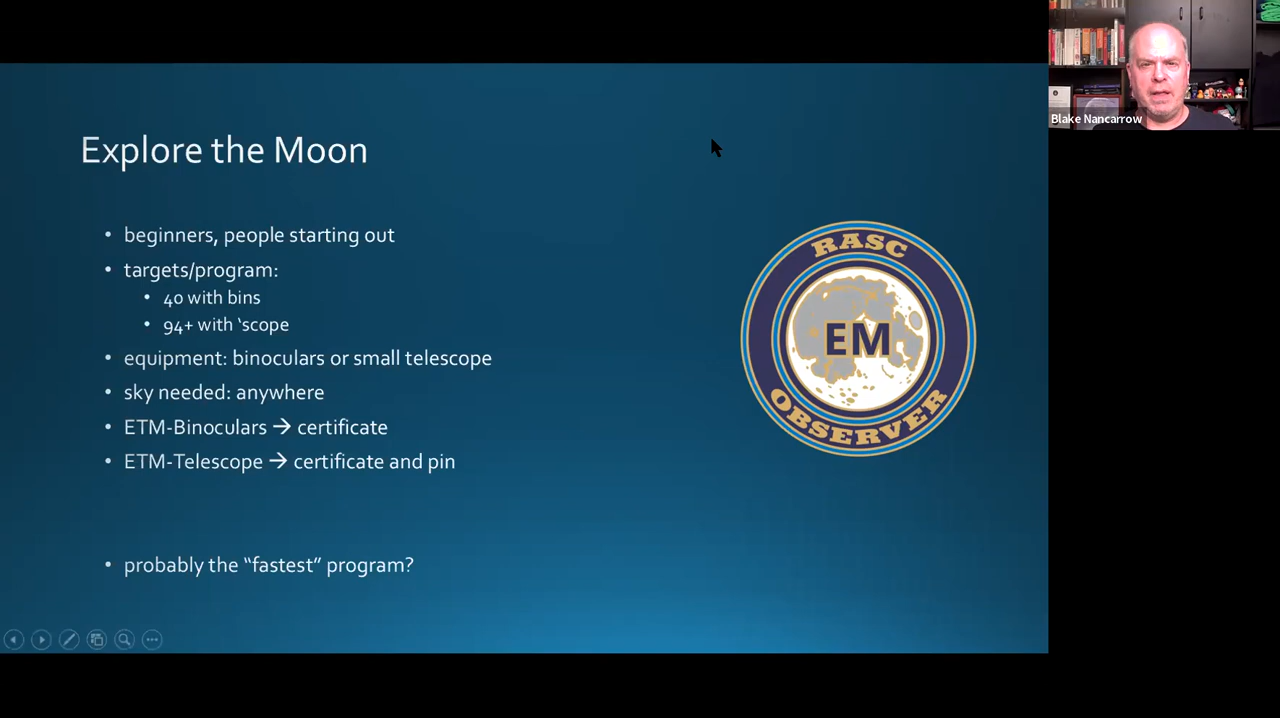 Explore the Moon
• beginners, people starting out
• targets/program:
• 40 with bins
• 94+ with ‘scope
• equipment: binoculars or small telescope
• sky needed: anywhere
• ETM-Binoculars → certificate
• ETM-Telescope → certificate and pin
• probably the “fastest” program?
RASC
EM
OBSERVER
Blake Nancarrow